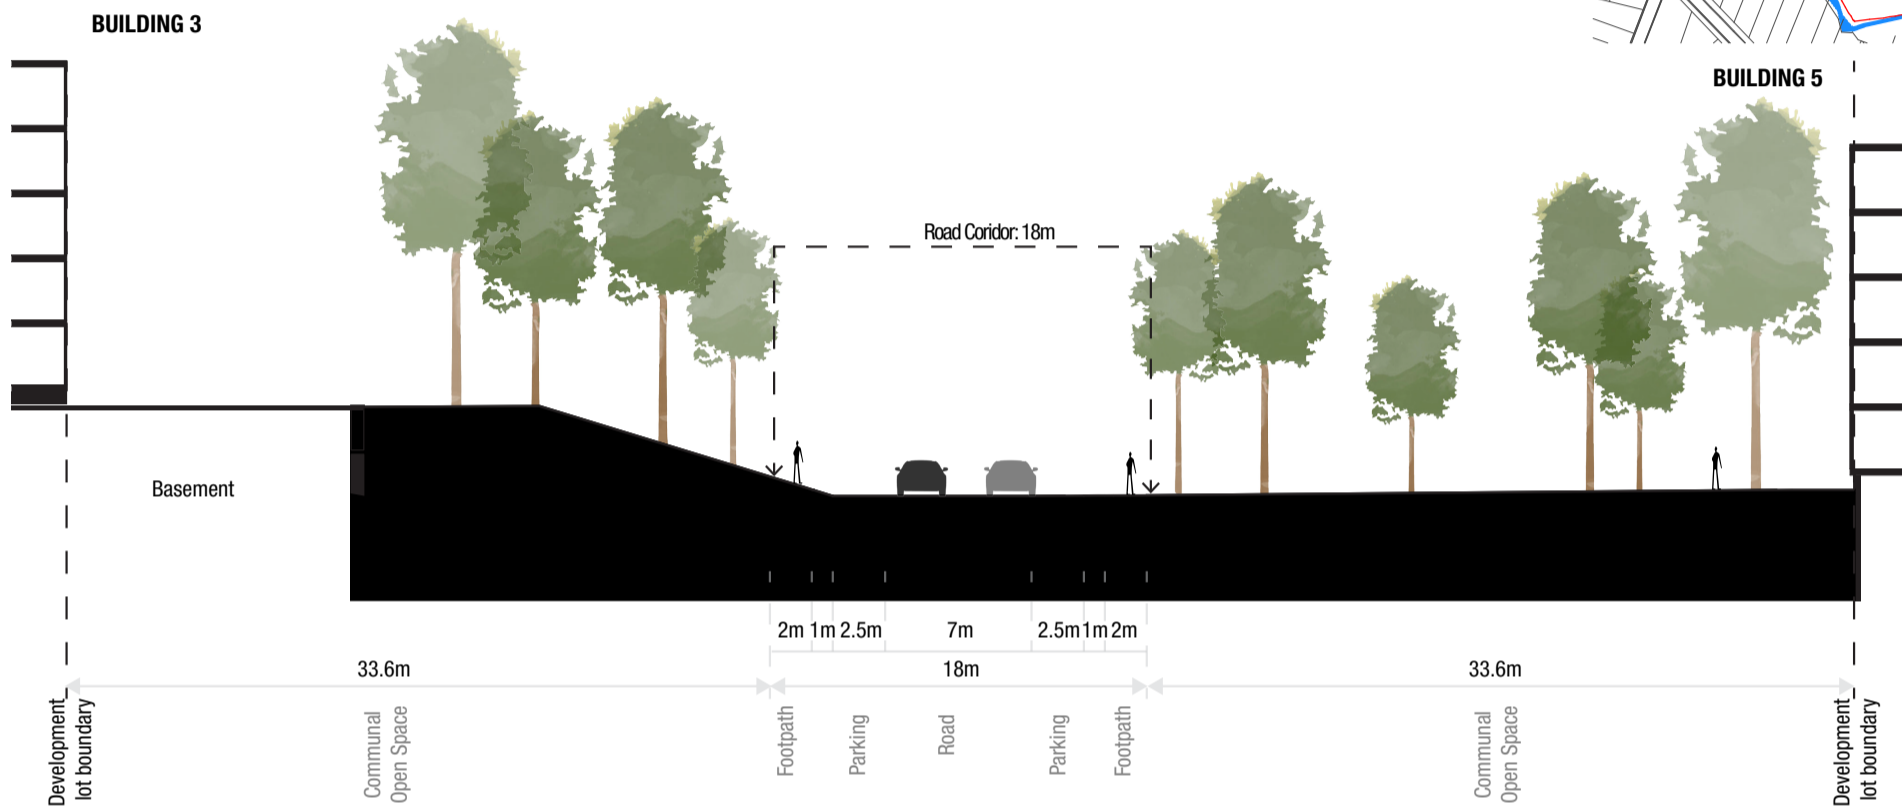 BUILDING 3
BUILDING 5
Road Coridor: 18m
Basement
2m 1m 2.5m 7m 2.5m 1m 2m
33.6m 18m 33.6m
Development
lot boundary
Communal
Open Space
Footpath
Parking
Road
Parking
Footpath
Communal
Open Space
Development
lot boundary